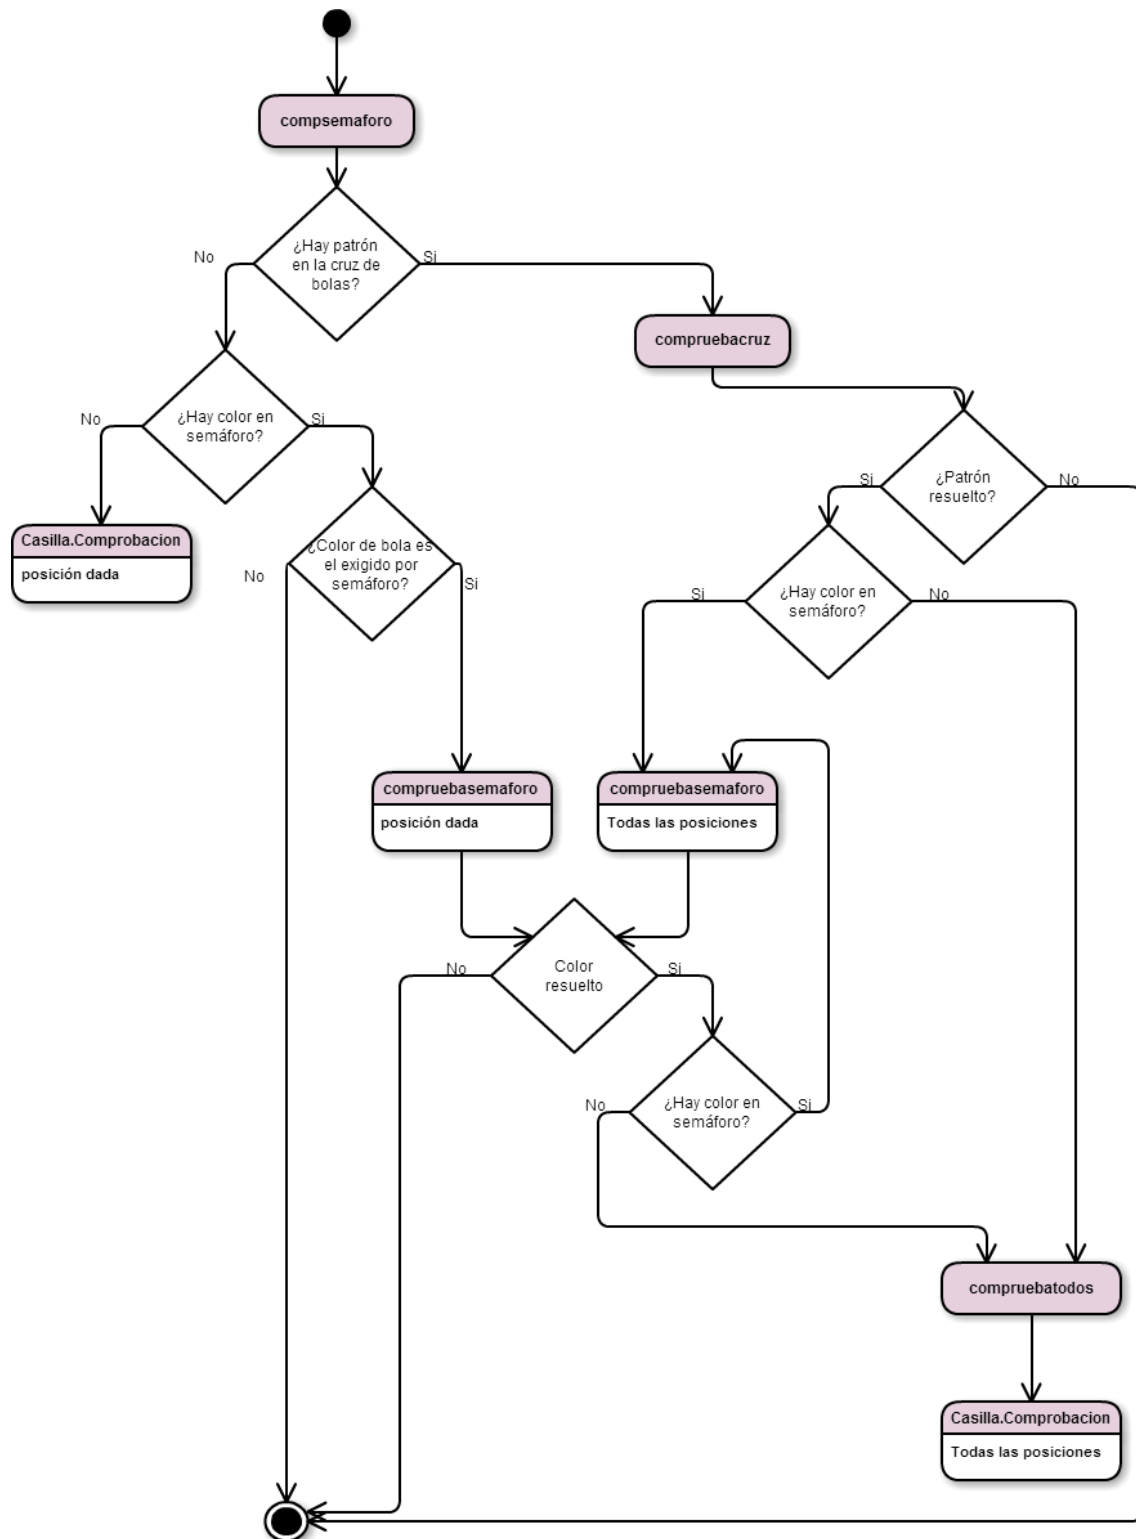 compsemaforo
¿Hay patrón
en la cruz de
bolas?
No
Si
compruebacruz
¿Hay color en
semáforo?
No
Si
¿Patrón
resuelto?
Si
No
Casilla.Comprobacion
posición dada
¿Color de bola es
el exigido por
semáforo?
No
Si
¿Hay color en
semáforo?
Si
No
compruebasemaforo
posición dada
compruebasemaforo
Todas las posiciones
Color
resuelto
No
Si
¿Hay color en
semáforo?
No
Si
compruebatodos
Casilla.Comprobacion
Todas las posiciones